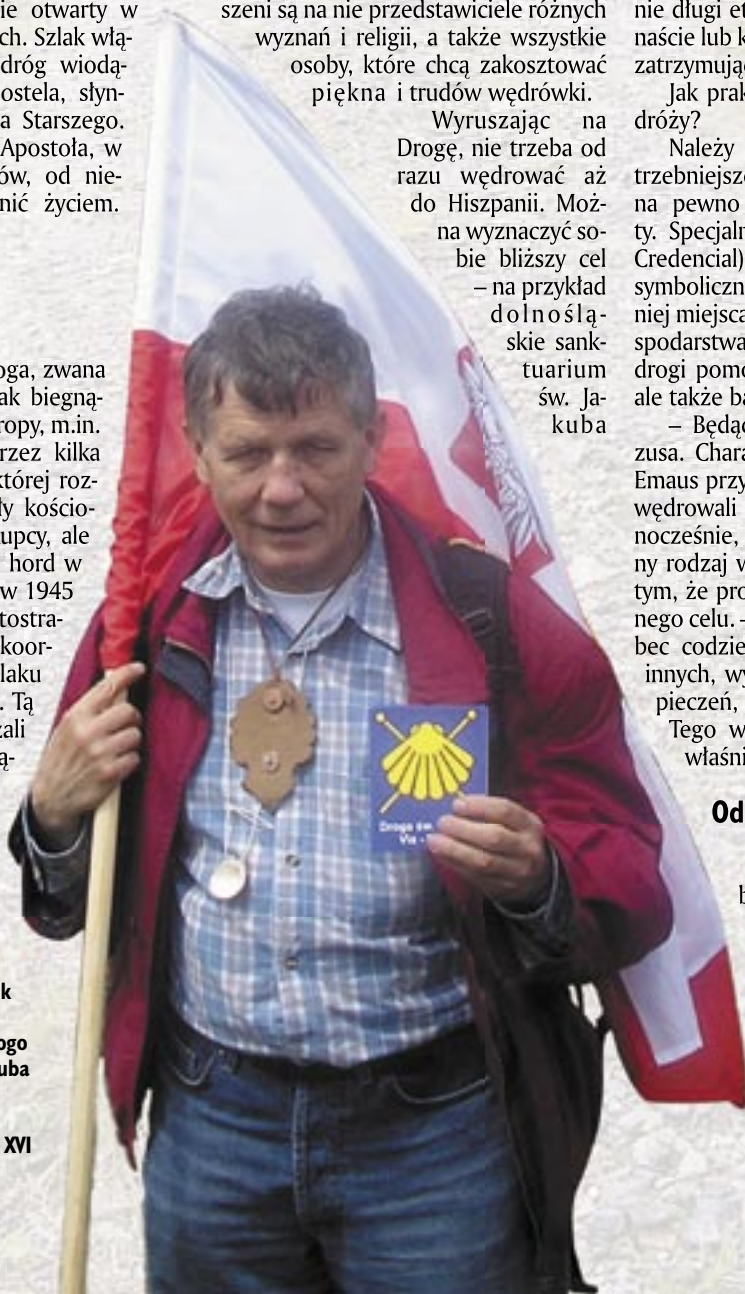 ie otwarty w
ch. Szlak włą-
dróg wiodą-
ostela, słyn-
a Starszego.
Apostoła, w
ów, od nie-
nić życiem.
oga, zwana
ak biegną-
ropy, m.in.
rzez kilka
której roz-
ły kościo-
upcy, ale
hord w
w 1945
tostra-
koor-
laku
. Tą
zali
ą-
k
ogo
uba
XVI
szeni są na nie przedstawiciele różnych
wyznań i religii, a także wszystkie
osoby, które chcą zakosztować
piękna i trudów wędrówki.
Wyruszając na
Drogę, nie trzeba od
razu wędrować aż
do Hiszpanii. Moż-
na wyznaczyć so-
bie bliższy cel
– na przykład
dolnoślą-
skie sank-
tuarium
św. Ja-
kuba
Droga św.
Via -
nie długi et
naście lub k
zatrzymując
Jak prak
dróży?
Należy
trzebniejsze
na pewno
ty. Specjaln
Credencial)
symboliczn
niej miejsca
spodarstwa
drogi pomo
ale także ba
– Będąc
zusa. Chara
Emaus przy
wędrowali
nocześnie,
ny rodzaj w
tym, że pro
nego celu. –
bec codzie
innych, wy
pieczeń,
Tego w
właśni
Od
b